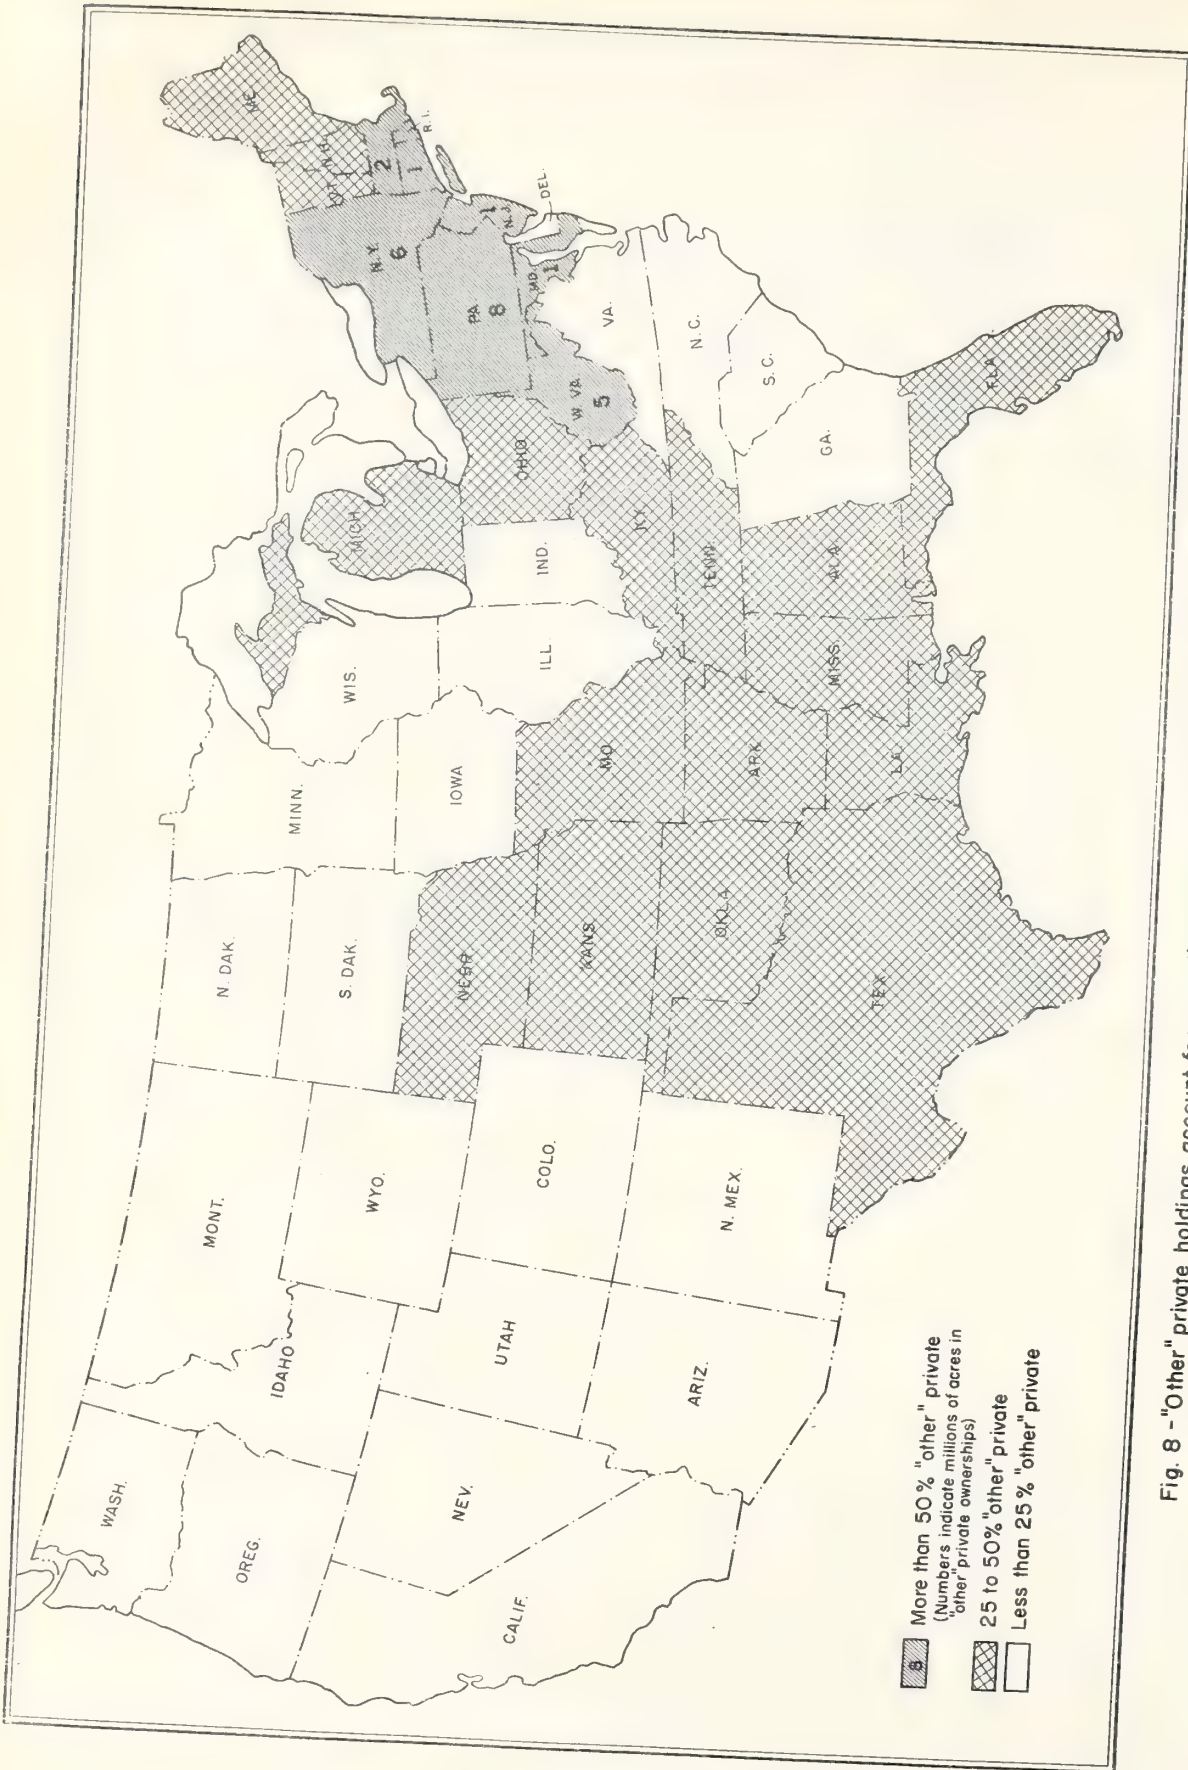 WASH.
OREG.
CALIF.
NEV.
IDAHO
MONT.
WYO.
UTAH
COLO.
ARIZ.
N. MEX.
N. DAK.
S. DAK.
NEBR.
KANS.
OKLA.
TEX.
MINN.
IOWA
MO.
ARK.
LA.
WIS.
ILL.
MICH.
IND.
OHIO
KY.
TENN.
MISS.
ALA.
GA.
FLA.
S.C.
N.C.
VA.
W. VA.
5
MD.
1
DEL.
PA.
8
N.J.
1
N.Y.
6
VT.
N.H.
ME.
2
1
R. I.
8 More than 50% "other" private
(Numbers indicate millions of acres in
"other" private ownerships)
25 to 50% "other" private
Less than 25% "other" private
Fig. 8 - "Other" private holdings account